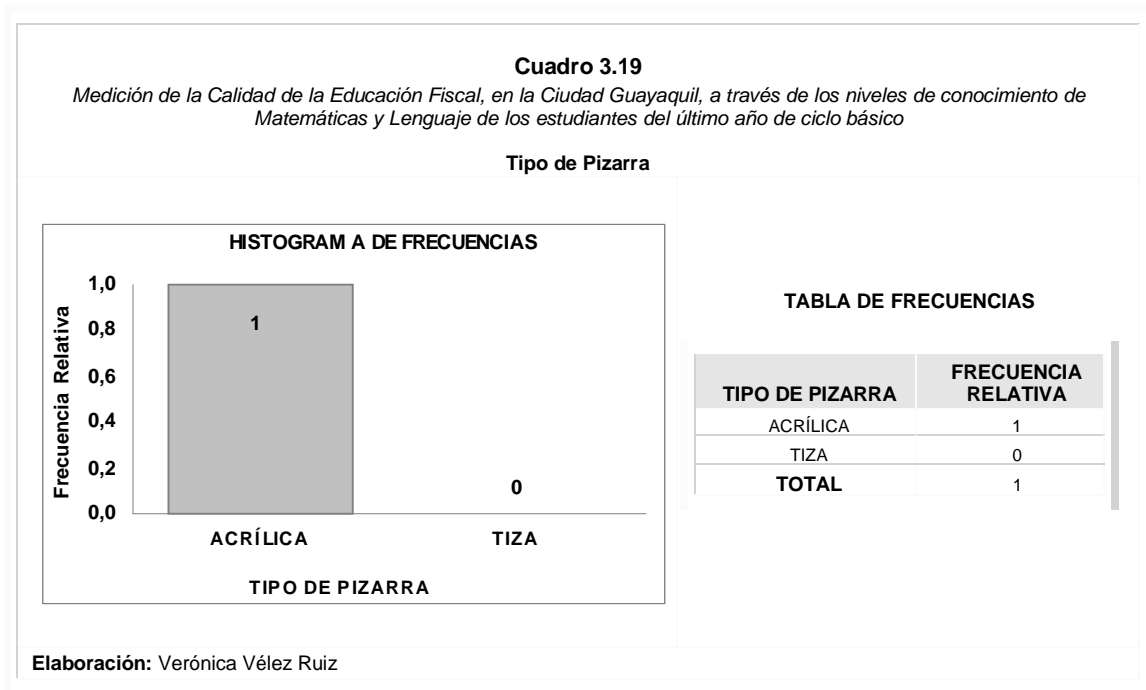 Cuadro 3.19
Medición de la Calidad de la Educación Fiscal, en la Ciudad Guayaquil, a través de los niveles de conocimiento de
Matemáticas y Lenguaje de los estudiantes del último año de ciclo básico
Tipo de Pizarra
HISTOGRAM A DE FRECUENCIAS
Frecuencia Relativa
1,0
0,8
0,6
0,4
0,2
0,0
1
0
ACRÍLICA TIZA
TIPO DE PIZARRA
TABLA DE FRECUENCIAS
TIPO DE PIZARRA FRECUENCIA
RELATIVA
ACRÍLICA 1
TIZA 0
TOTAL 1
Elaboración: Verónica Vélez Ruiz